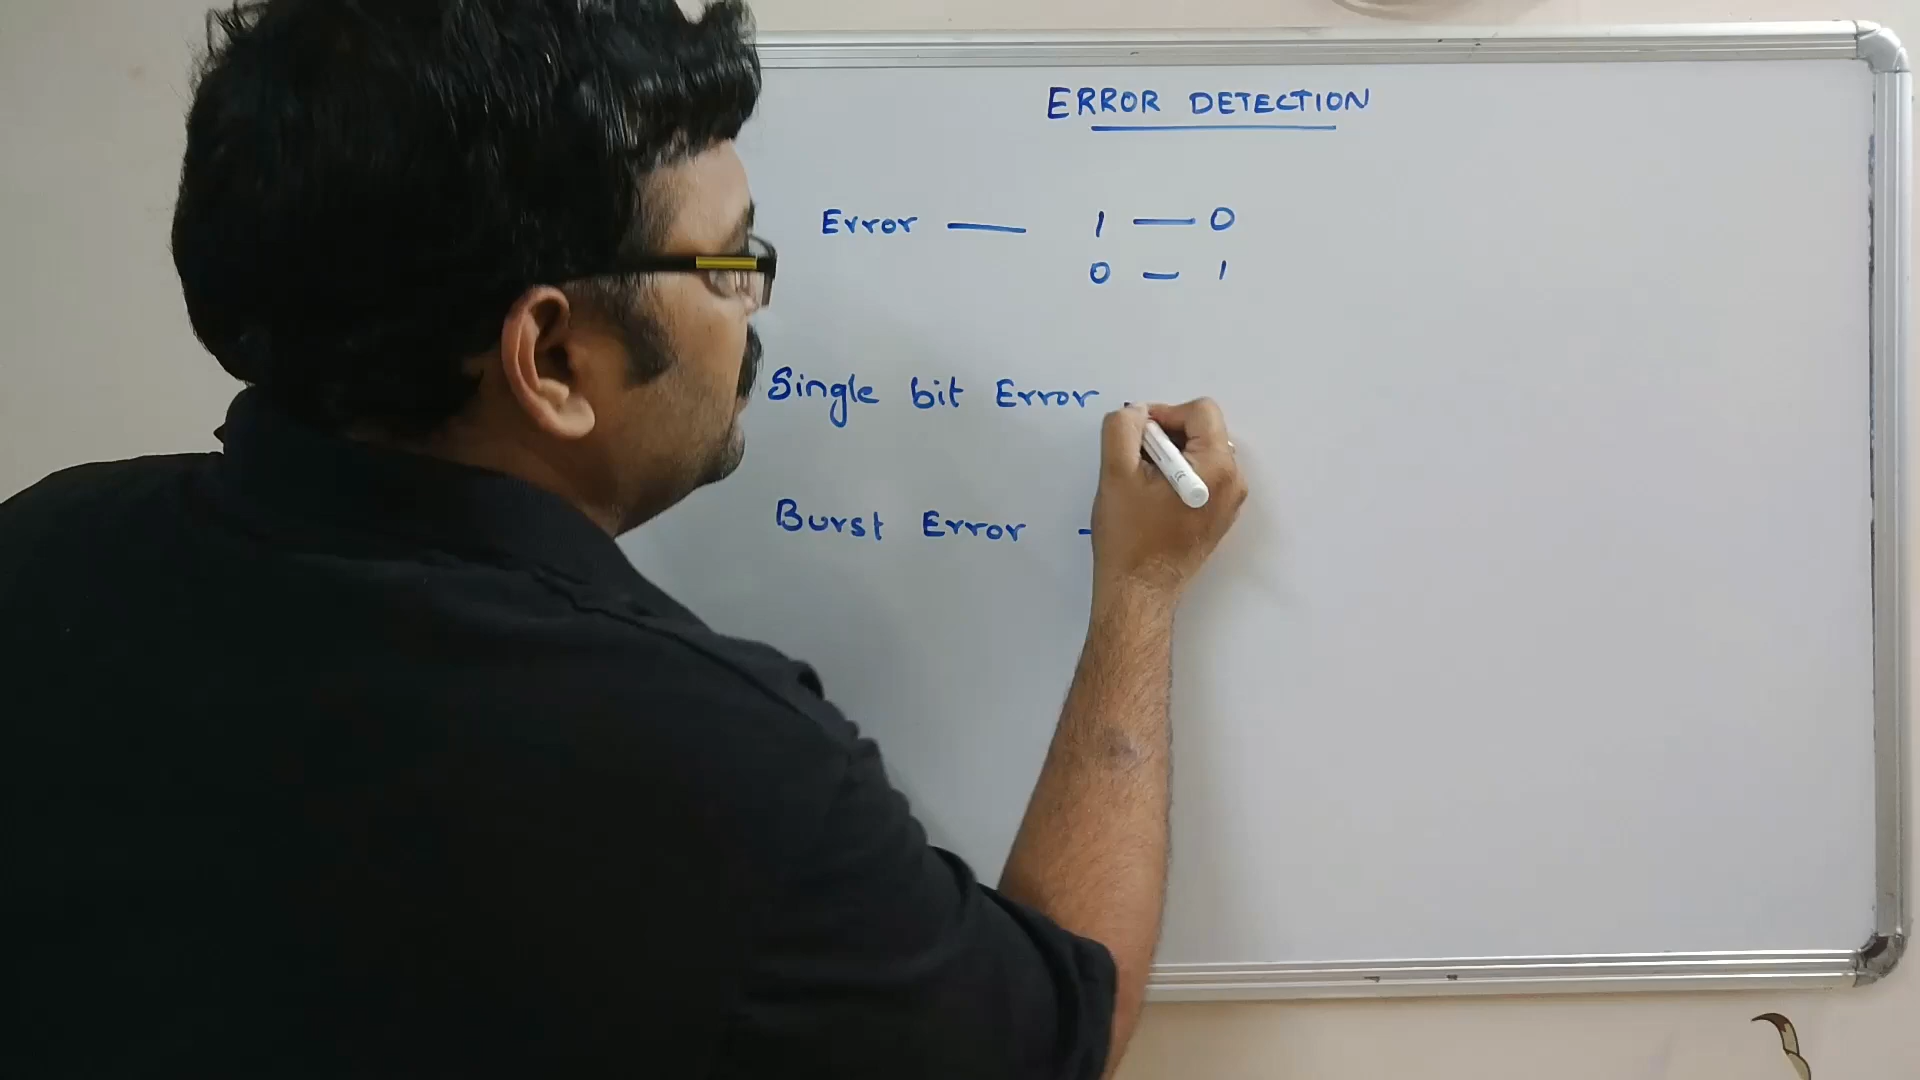 ERROR DETECTION
Error — 1 — 0
0 — 1
Single bit Error -
Burst Error -